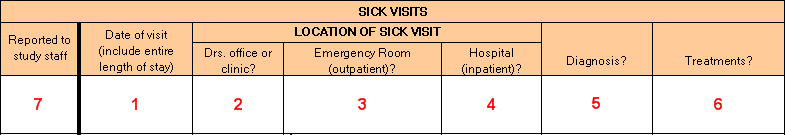 SICK VISITS
Reported to
study staff
Date of visit
(include entire
length of stay)
LOCATION OF SICK VISIT
Drs. office or
clinic?
Emergency Room
(outpatient)?
Hospital
(inpatient)?
Diagnosis?
Treatments?
7 1 2 3 4 5 6